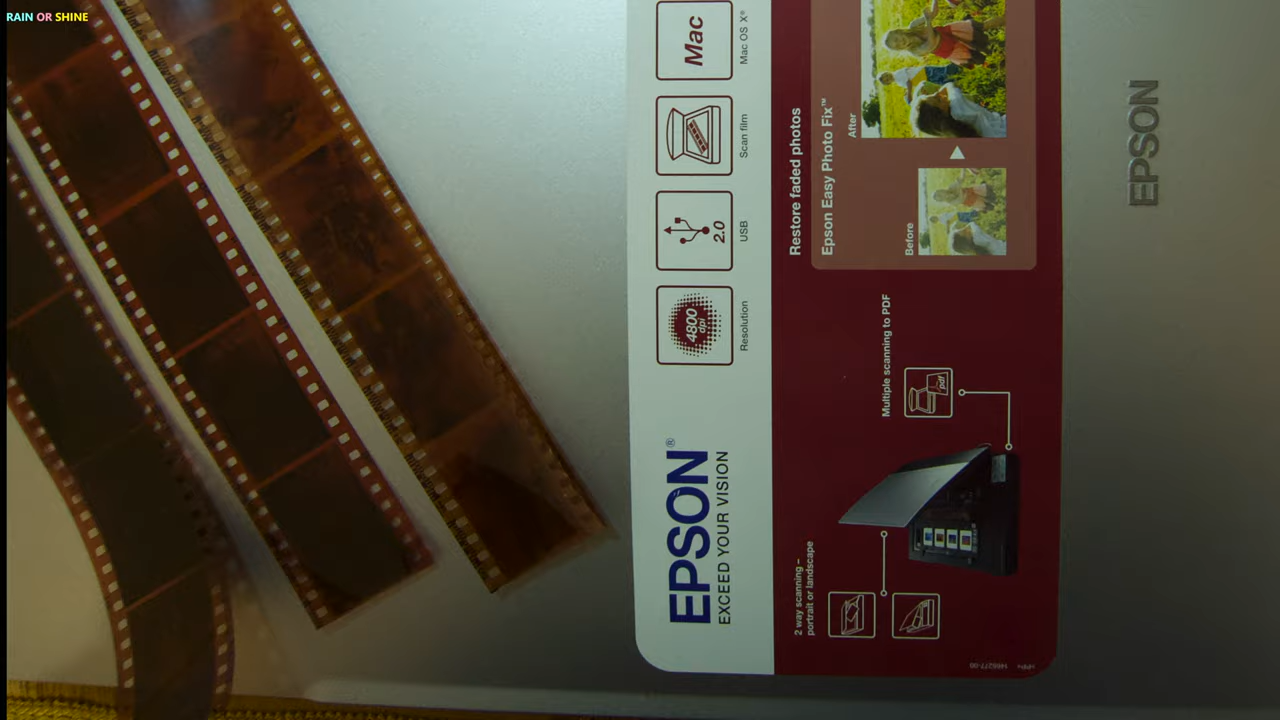 RAIN OR SHINE
Mac
Mac OS X®
Scan film
2.0
USB
4800
dpi
Resolution
EPSON®
EXCEED YOUR VISION
Restore faded photos
Epson Easy Photo Fix™
After
Before
Multiple scanning to PDF
pdf
2 way scanning –
portrait or landscape
EPSON